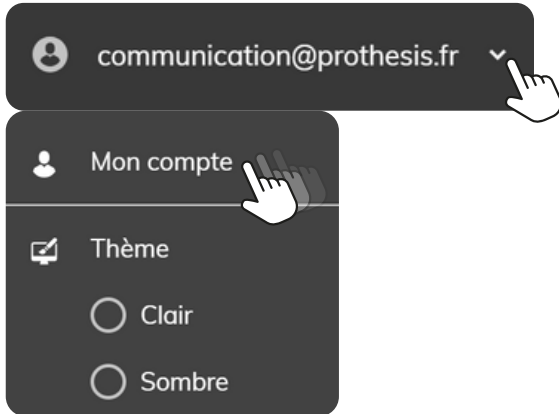 communication@prothesis.fr
Mon compte
Thème
Clair
Sombre